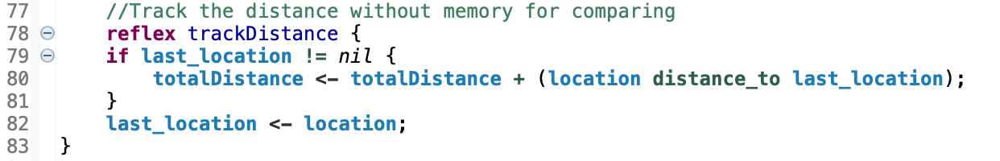 77 //Track the distance without memory for comparing
78 reflex trackDistance {
79 if last_location != nil {
80 totalDistance <- totalDistance + (location distance_to last_location);
81 }
82 last_location <- location;
83 }